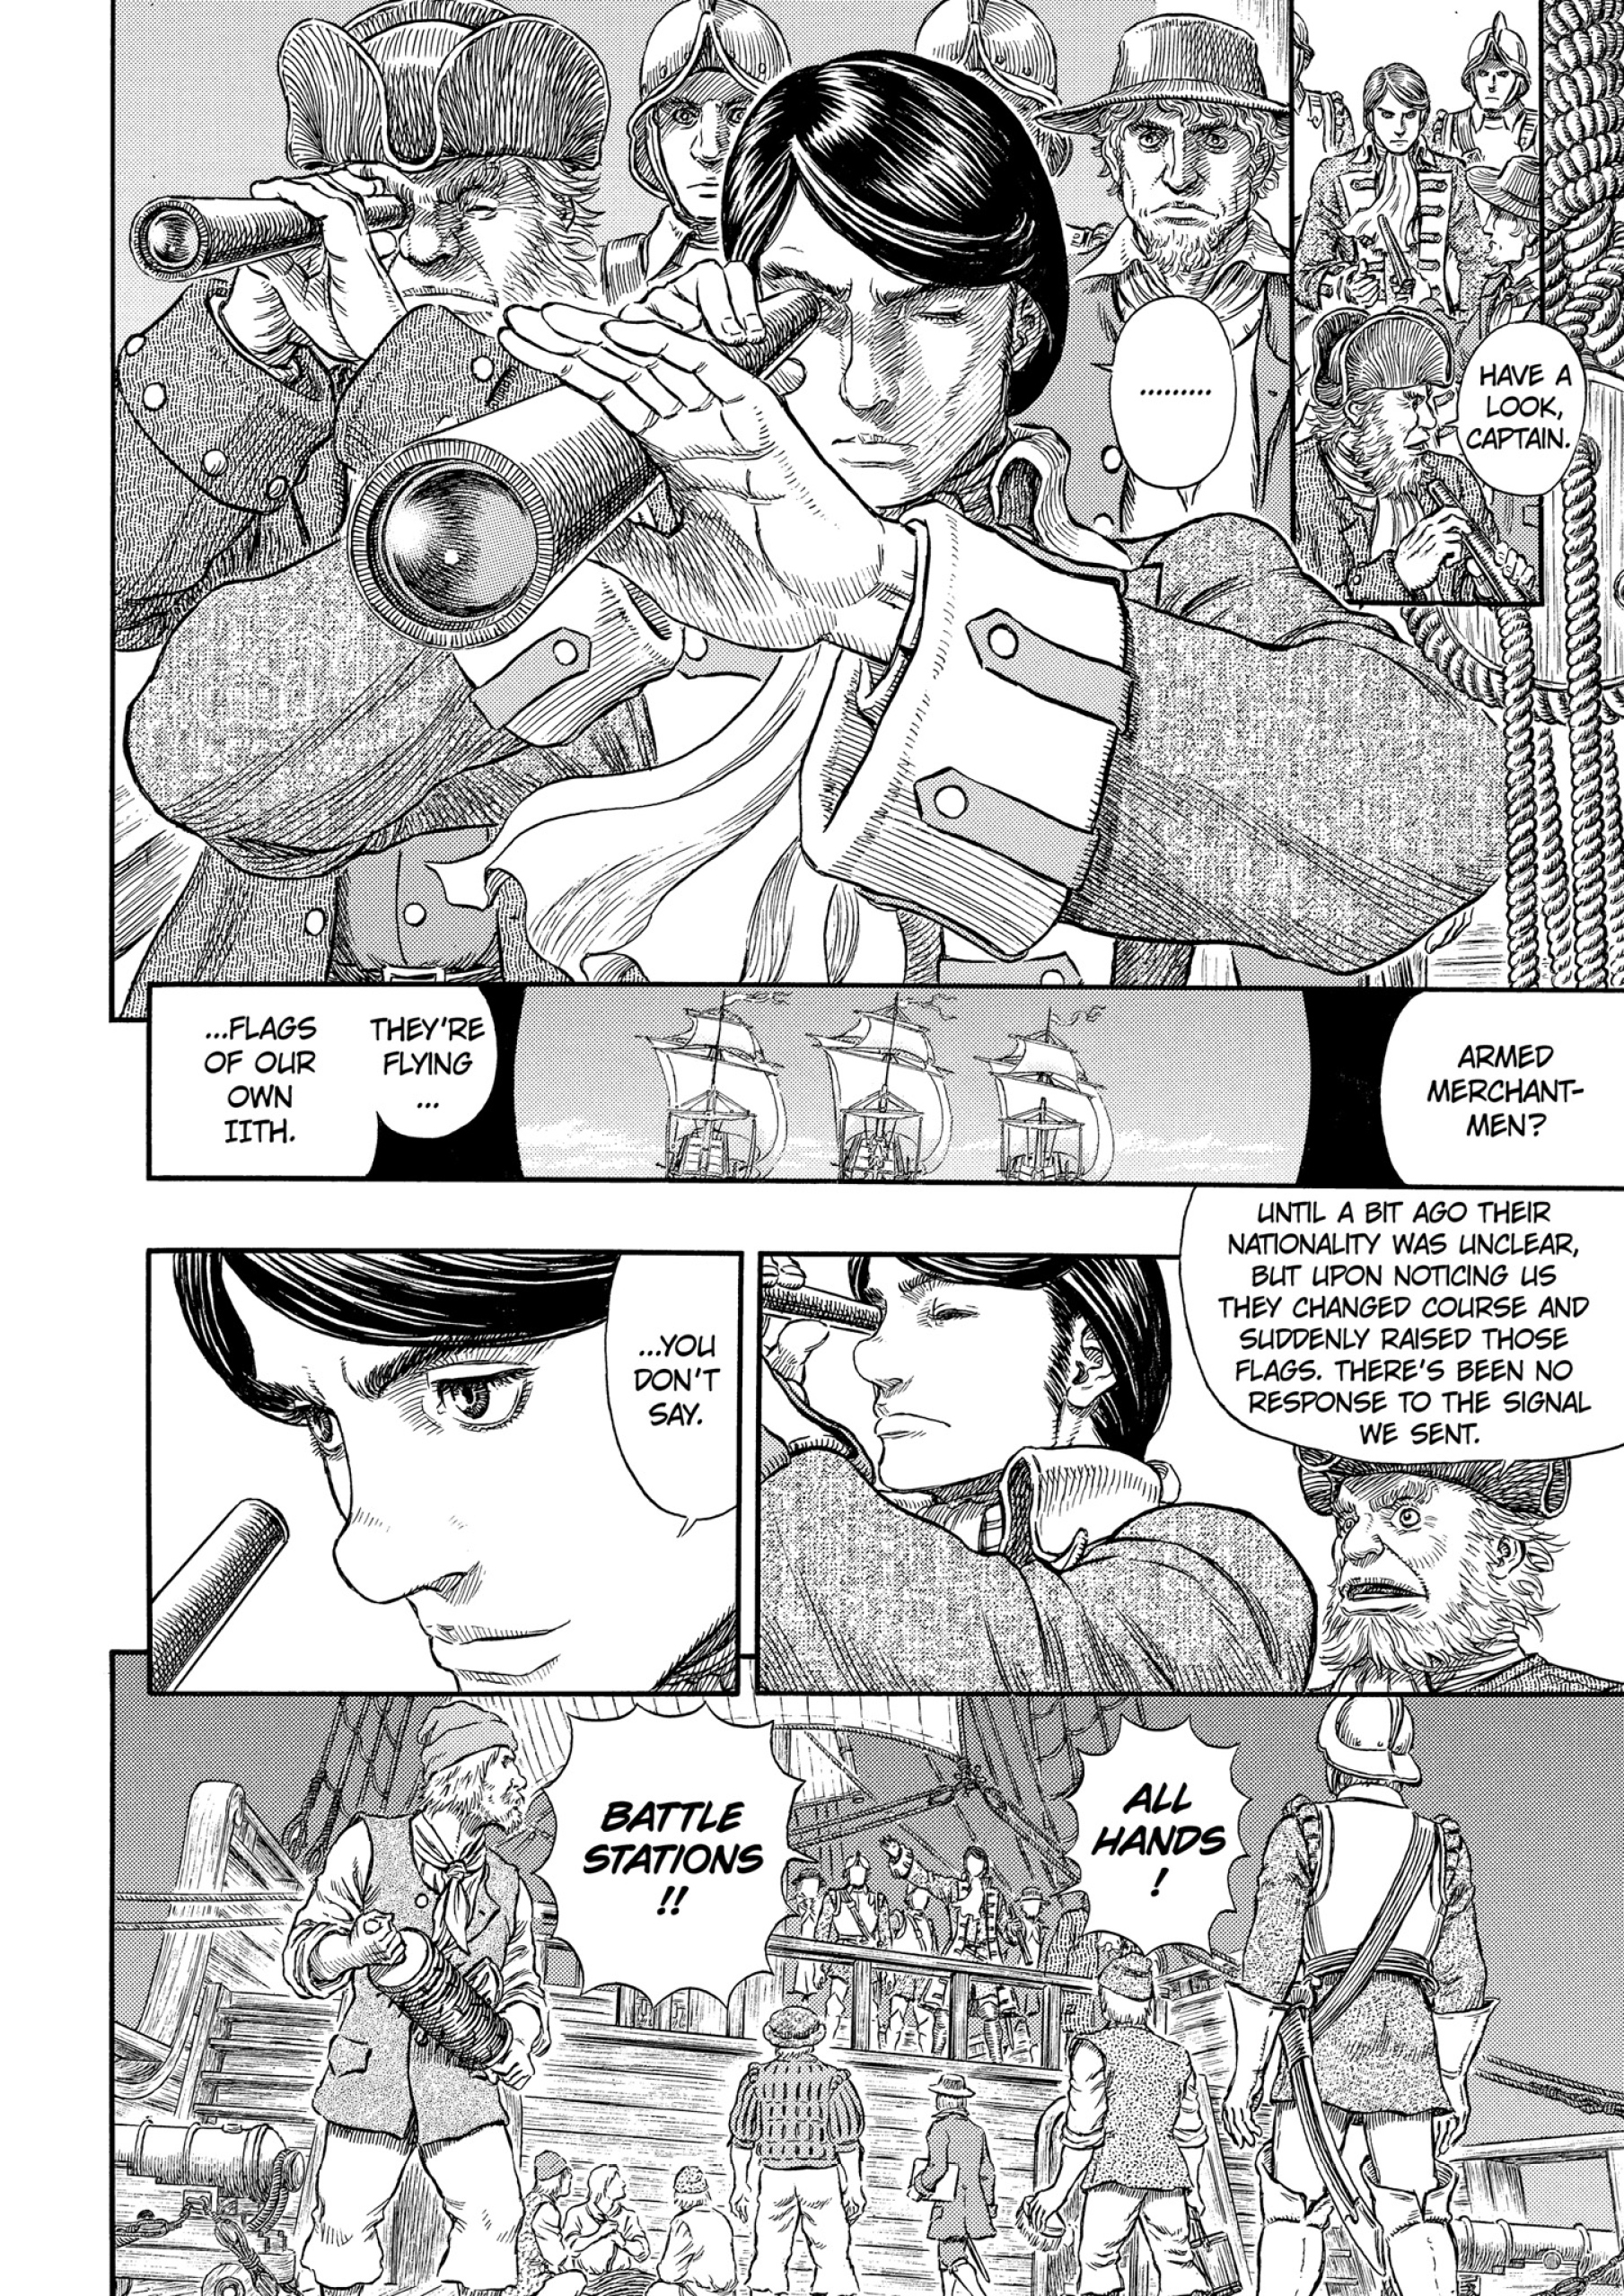 HAVE A
LOOK,
CAPTAIN.
..........
ARMED
MERCHANT-
MEN?
THEY'RE
FLYING
...
...FLAGS
OF OUR
OWN
IITH.
UNTIL A BIT AGO THEIR
NATIONALITY WAS UNCLEAR,
BUT UPON NOTICING US
THEY CHANGED COURSE AND
SUDDENLY RAISED THOSE
FLAGS. THERE'S BEEN NO
RESPONSE TO THE SIGNAL
WE SENT.
...YOU
DON'T
SAY.
ALL
HANDS
!
BATTLE
STATIONS
!!